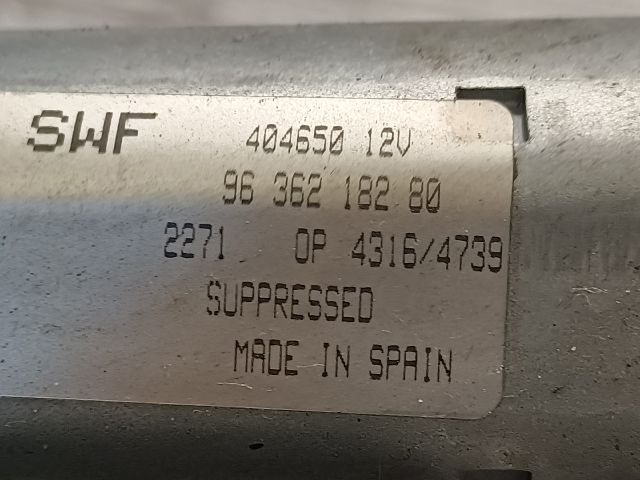 SWF 404650 12V
96 362 182 80
2271 OP 4316/4739
SUPPRESSED
MADE IN SPAIN